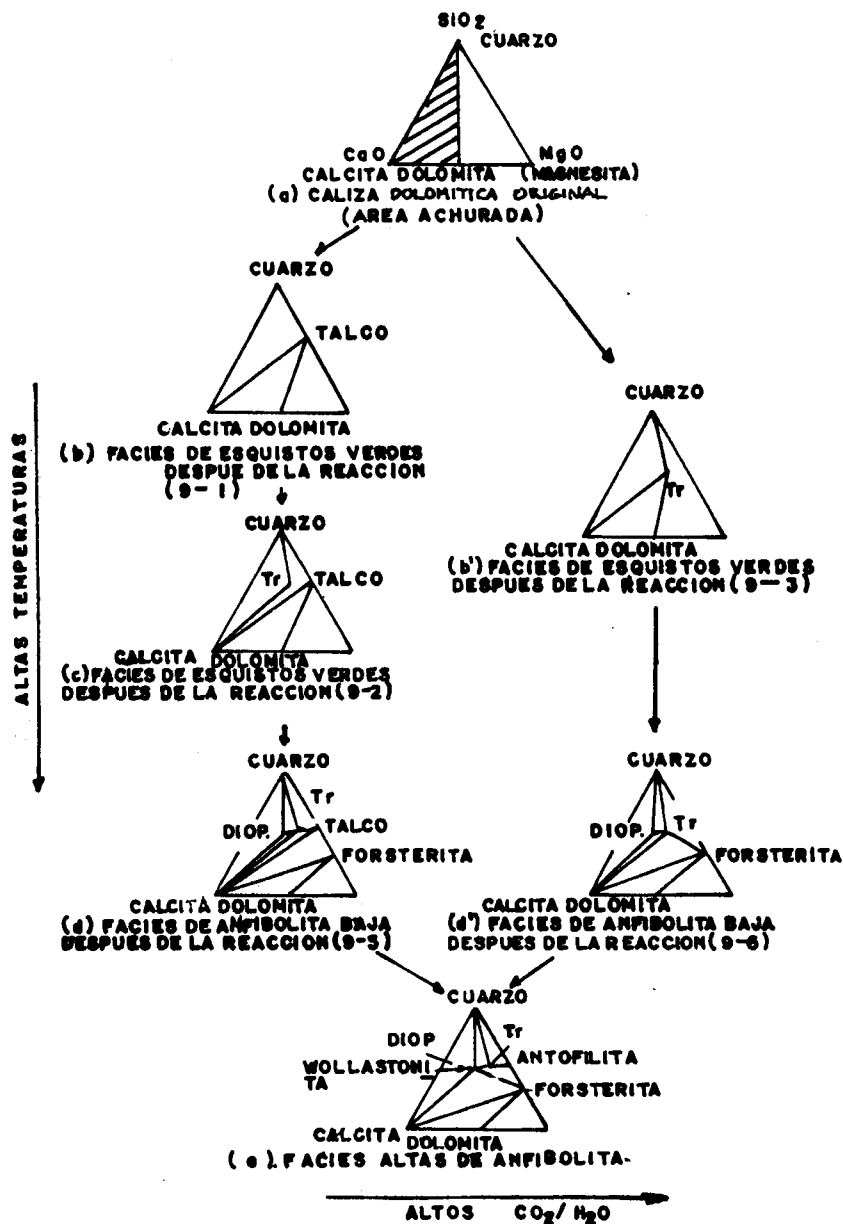 SiO2
CUARZO
CaO
MgO
CALCITA DOLOMITA (MAGNESITA)
(a) CALIZA DOLOMITICA ORIGINAL
(AREA ACHURADA)
CUARZO
TALCO
CALCITA DOLOMITA
(b) FACIES DE ESQUISTOS VERDES
DESPUE DE LA REACCION
(9-1)
CUARZO
Tr
CALCITA DOLOMITA
(b') FACIES DE ESQUISTOS VERDES
DESPUES DE LA REACCION (9-3)
ALTAS TEMPERATURAS
CUARZO
Tr
TALCO
CALCITA DOLOMITA
(c) FACIES DE ESQUISTOS VERDES
DESPUES DE LA REACCION (9-2)
CUARZO
Tr
DIOP.
TALCO
FORSTERITA
CALCITA DOLOMITA
(d) FACIES DE ANFIBOLITA BAJA
DESPUES DE LA REACCION (9-5)
CUARZO
DIOP.
Tr
FORSTERITA
CALCITA DOLOMITA
(d') FACIES DE ANFIBOLITA BAJA
DESPUES DE LA REACCION (9-6)
CUARZO
DIOP
Tr
ANTOFILITA
WOLLASTONI
TA
FORSTERITA
CALCITA DOLOMITA
(e). FACIES ALTAS DE ANFIBOLITA.
ALTOS CO2/H2O